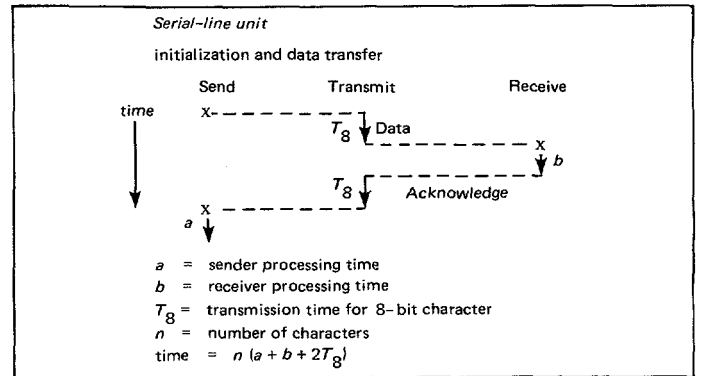 Serial-line unit
initialization and data transfer
Send Transmit Receive
time x
T8 Data
x
b
T8 Acknowledge
x
a
a = sender processing time
b = receiver processing time
T8 = transmission time for 8-bit character
n = number of characters
time = n (a + b + 2T8)